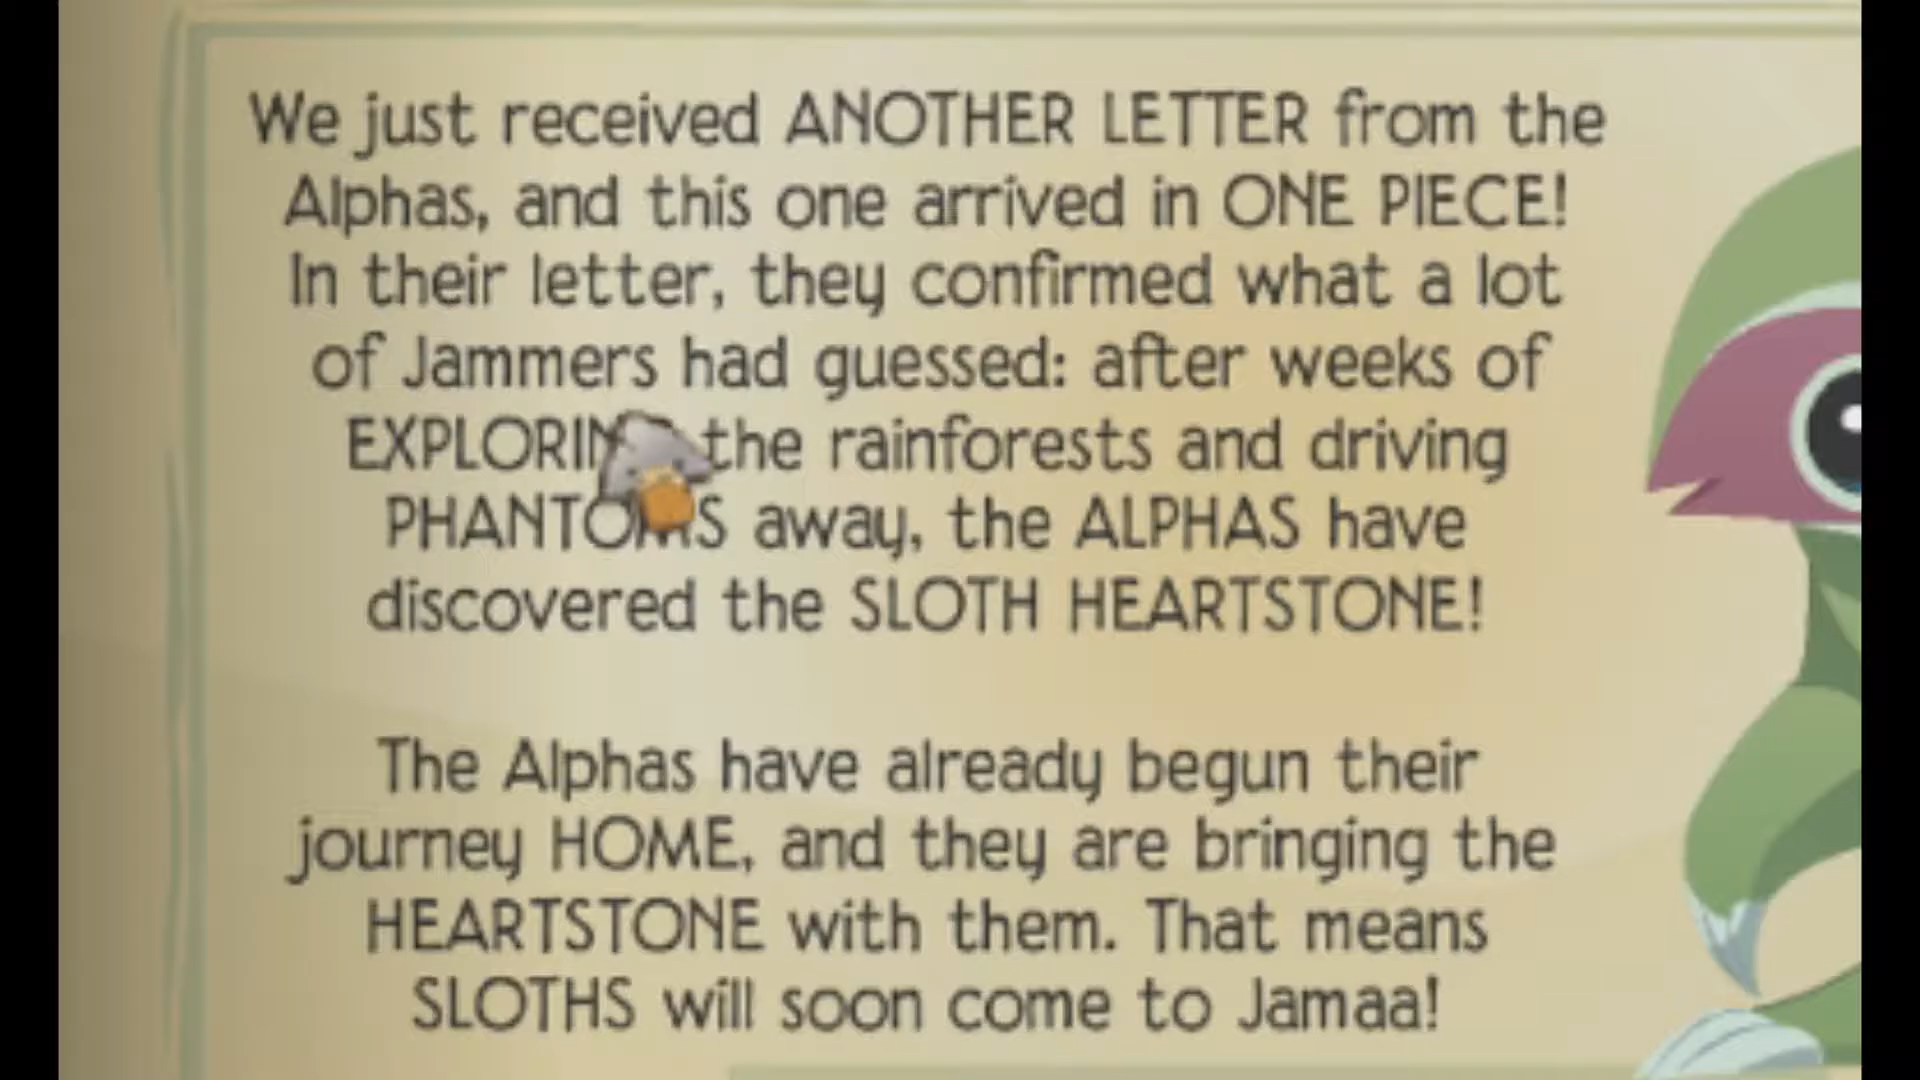 We just received ANOTHER LETTER from the
Alphas, and this one arrived in ONE PIECE!
In their letter, they confirmed what a lot
of Jammers had guessed: after weeks of
EXPLORING the rainforests and driving
PHANTOMS away, the ALPHAS have
discovered the SLOTH HEARTSTONE!
The Alphas have already begun their
journey HOME, and they are bringing the
HEARTSTONE with them. That means
SLOTHS will soon come to Jamaa!